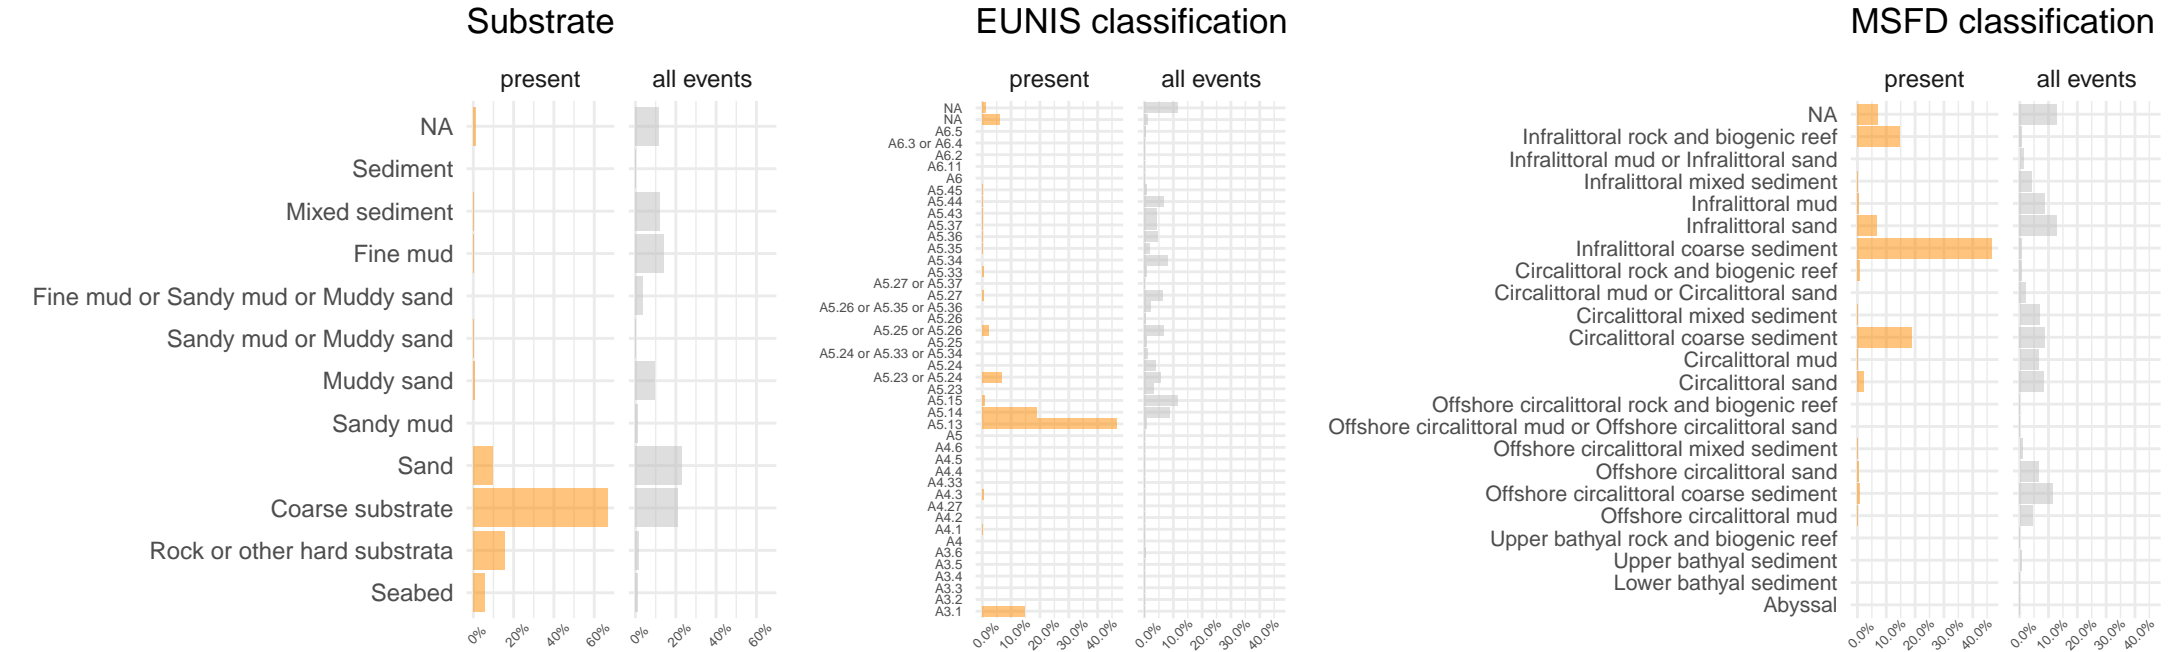 Substrate
EUNIS classification
MSFD classification
present
all events
present
all events
present
all events
NA
Sediment
Mixed sediment
Fine mud
Fine mud or Sandy mud or Muddy sand
Sandy mud or Muddy sand
Muddy sand
Sandy mud
Sand
Coarse substrate
Rock or other hard substrata
Seabed
0%
20%
40%
60%
0%
20%
40%
60%
NA
NA
A6.5
A6.3 or A6.4
A6.2
A6.11
A6
A5.45
A5.44
A5.43
A5.37
A5.36
A5.35
A5.34
A5.33
A5.27 or A5.37
A5.27
A5.26 or A5.35 or A5.36
A5.26
A5.25 or A5.26
A5.25
A5.24 or A5.33 or A5.34
A5.24
A5.23 or A5.24
A5.23
A5.15
A5.14
A5.13
A5
A4.6
A4.5
A4.4
A4.33
A4.3
A4.27
A4.2
A4.1
A4
A3.6
A3.5
A3.4
A3.3
A3.2
A3.1
0.0%
10.0%
20.0%
30.0%
40.0%
0.0%
10.0%
20.0%
30.0%
40.0%
NA
Infralittoral rock and biogenic reef
Infralittoral mud or Infralittoral sand
Infralittoral mixed sediment
Infralittoral mud
Infralittoral sand
Infralittoral coarse sediment
Circalittoral rock and biogenic reef
Circalittoral mud or Circalittoral sand
Circalittoral mixed sediment
Circalittoral coarse sediment
Circalittoral mud
Circalittoral sand
Offshore circalittoral rock and biogenic reef
Offshore circalittoral mud or Offshore circalittoral sand
Offshore circalittoral mixed sediment
Offshore circalittoral sand
Offshore circalittoral coarse sediment
Offshore circalittoral mud
Upper bathyal rock and biogenic reef
Upper bathyal sediment
Lower bathyal sediment
Abyssal
0.0%
10.0%
20.0%
30.0%
40.0%
0.0%
10.0%
20.0%
30.0%
40.0%